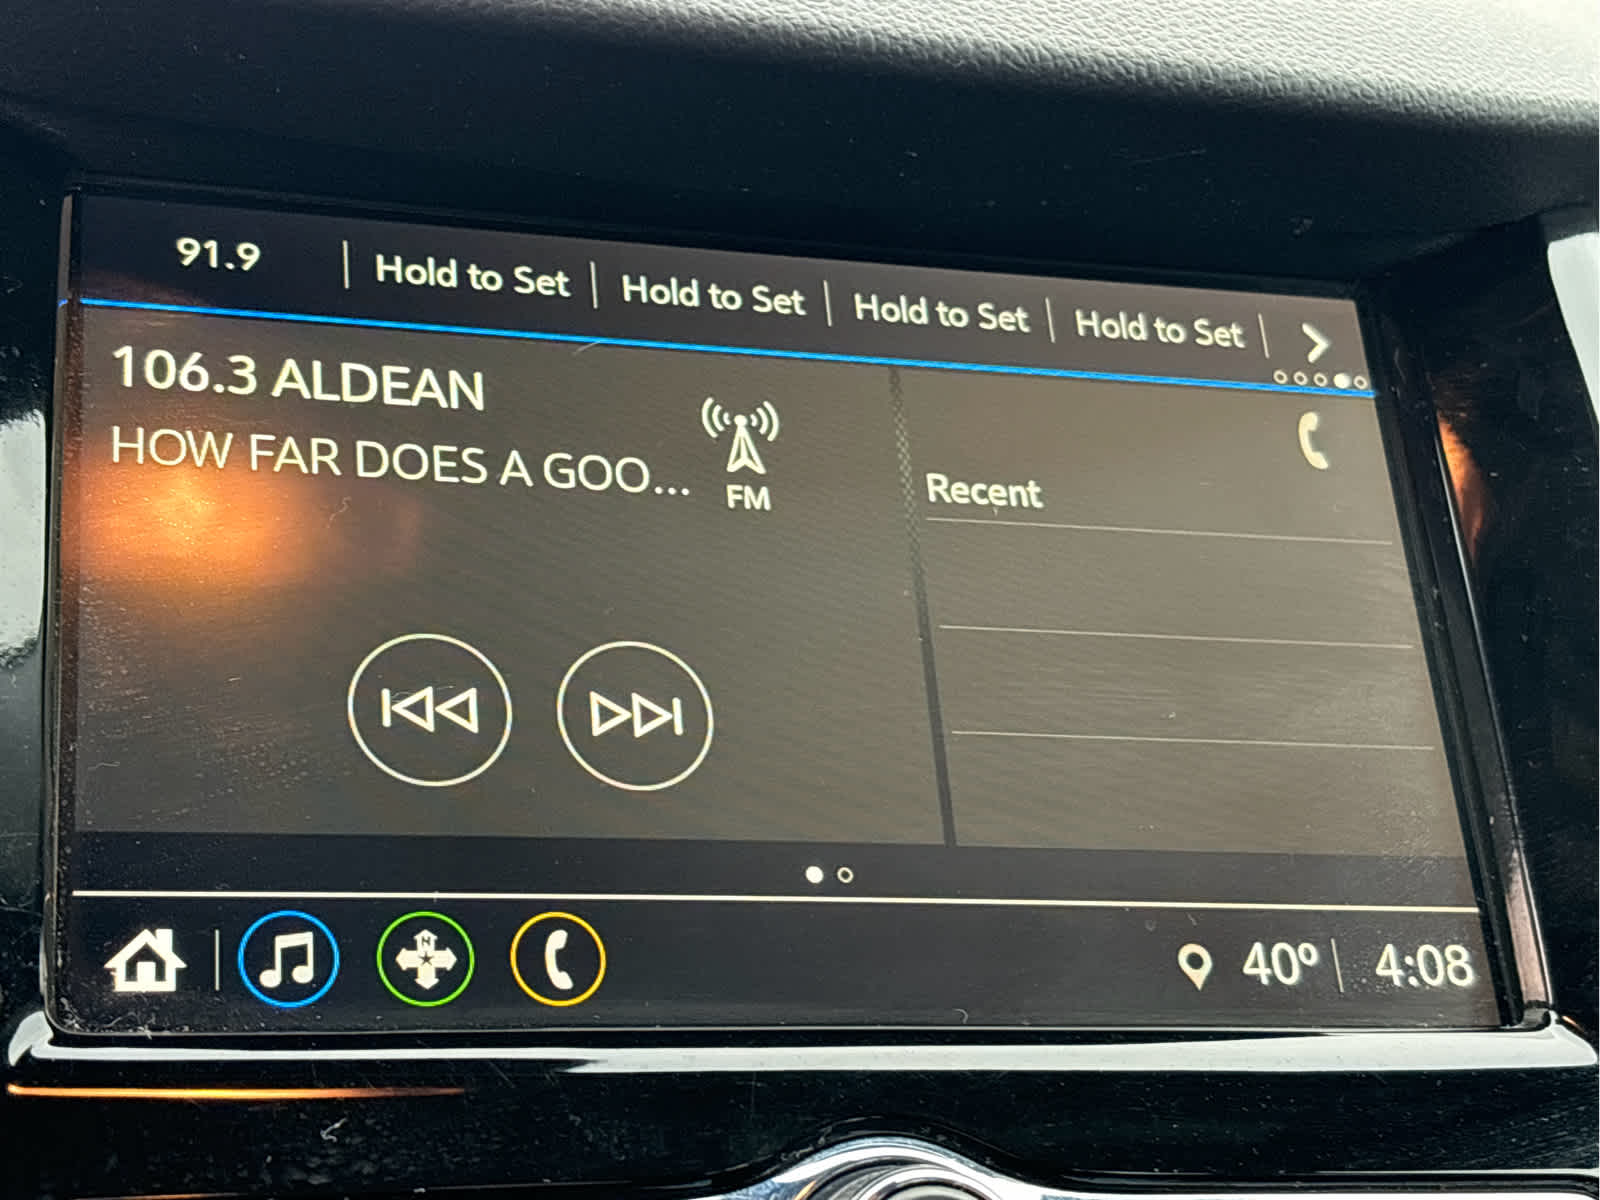 91.9 | Hold to Set | Hold to Set | Hold to Set | Hold to Set |
106.3 ALDEAN
HOW FAR DOES A GOO...
FM
Recent
N
40° | 4:08